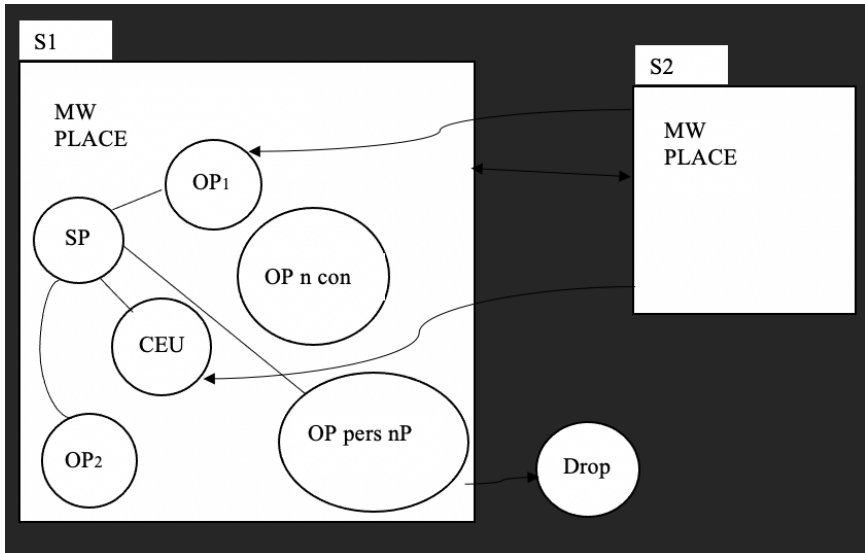 S1
S2
MW
PLACE
MW
PLACE
OP1
SP
OP n con
CEU
OP pers nP
OP2
Drop